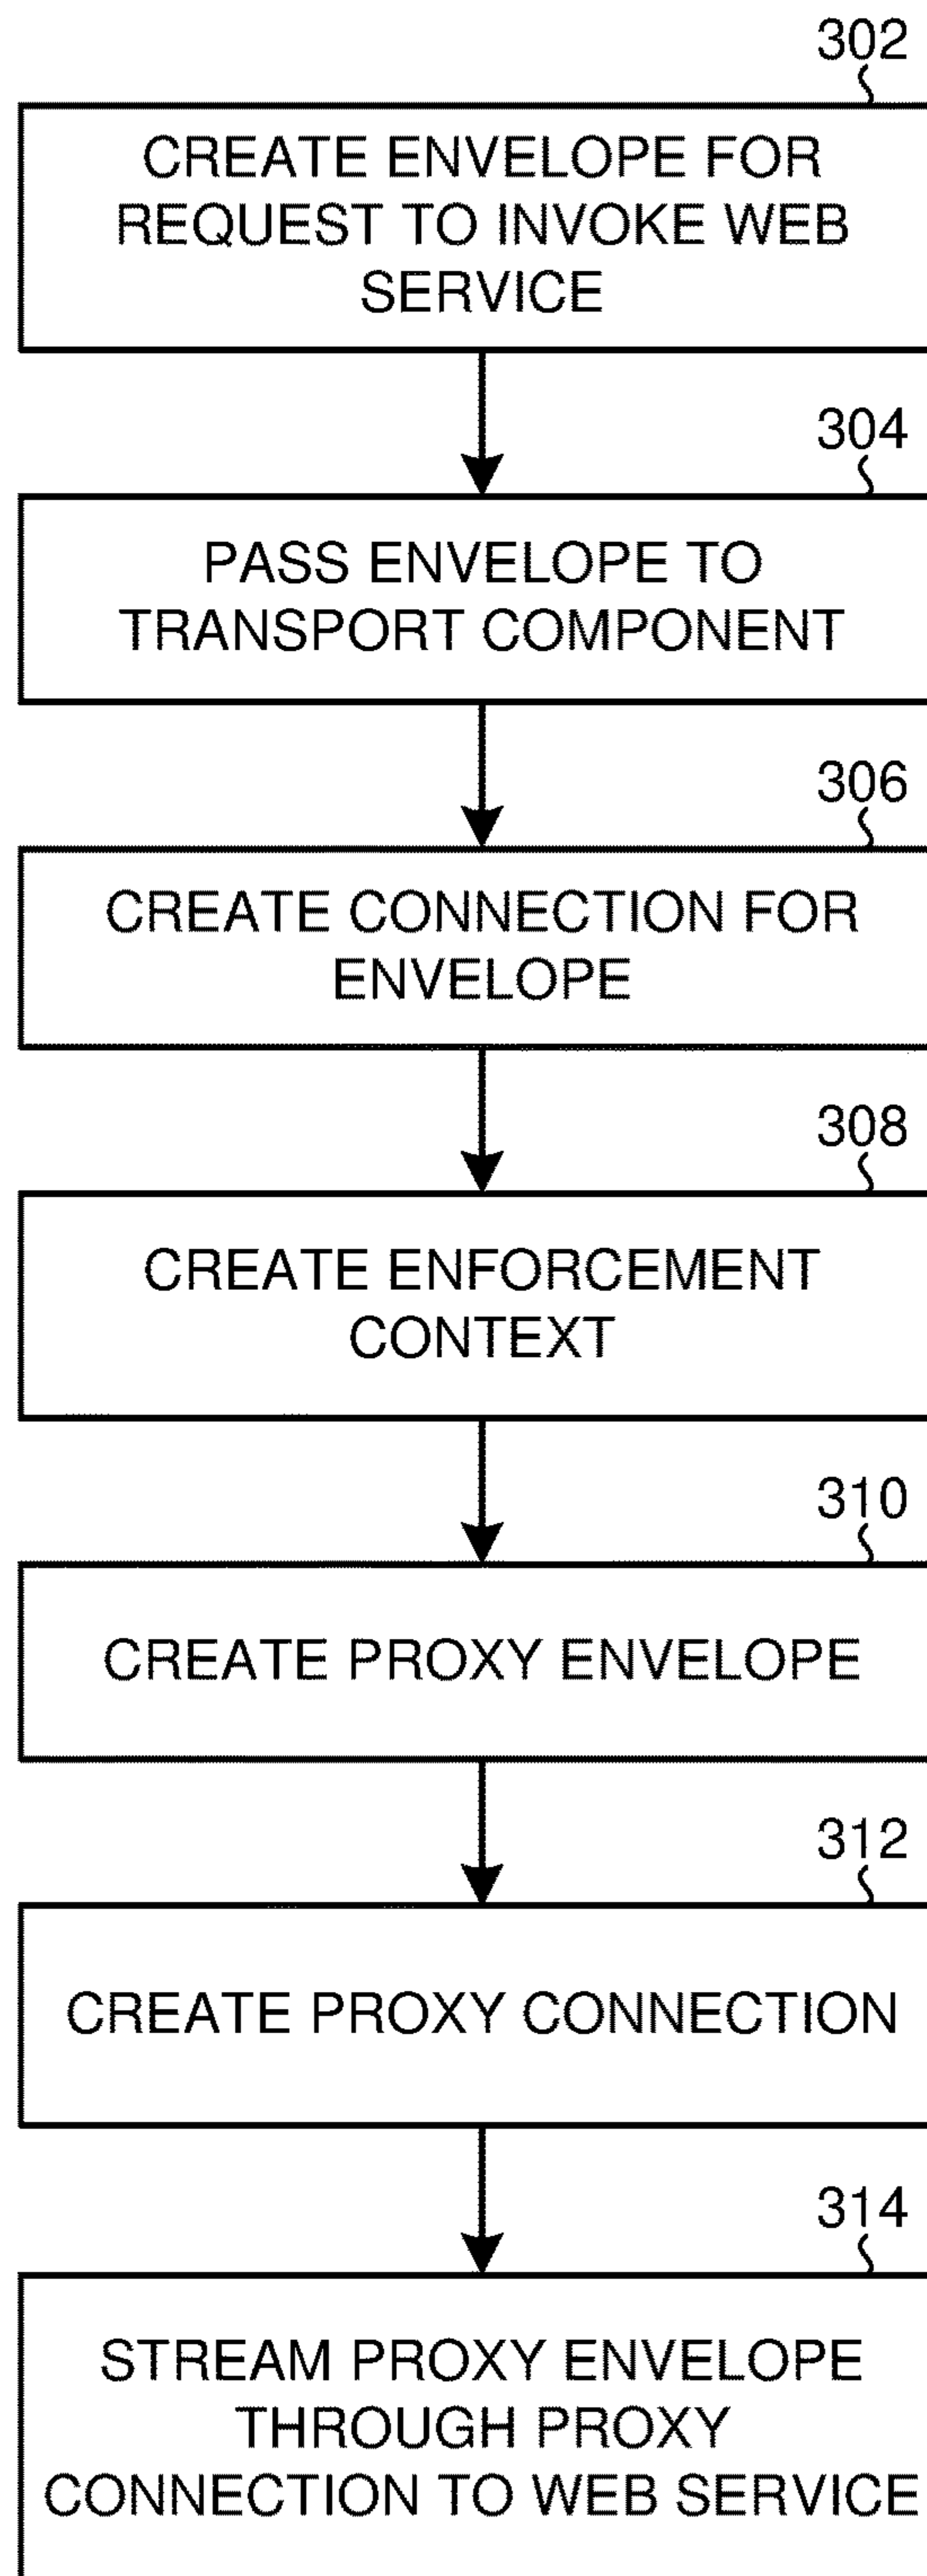 302
CREATE ENVELOPE FOR
REQUEST TO INVOKE WEB
SERVICE
304
PASS ENVELOPE TO
TRANSPORT COMPONENT
306
CREATE CONNECTION FOR
ENVELOPE
308
CREATE ENFORCEMENT
CONTEXT
310
CREATE PROXY ENVELOPE
312
CREATE PROXY CONNECTION
314
STREAM PROXY ENVELOPE
THROUGH PROXY
CONNECTION TO WEB SERVICE